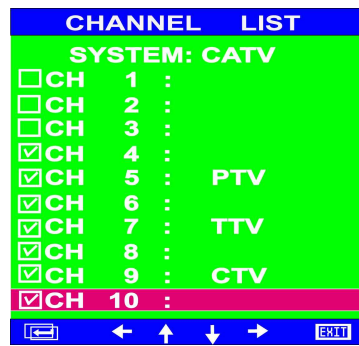 CHANNEL LIST
SYSTEM: CATV
CH 1 :
CH 2 :
CH 3 :
CH 4 :
CH 5 : PTV
CH 6 :
CH 7 : TTV
CH 8 :
CH 9 : CTV
CH 10 :
EXIT